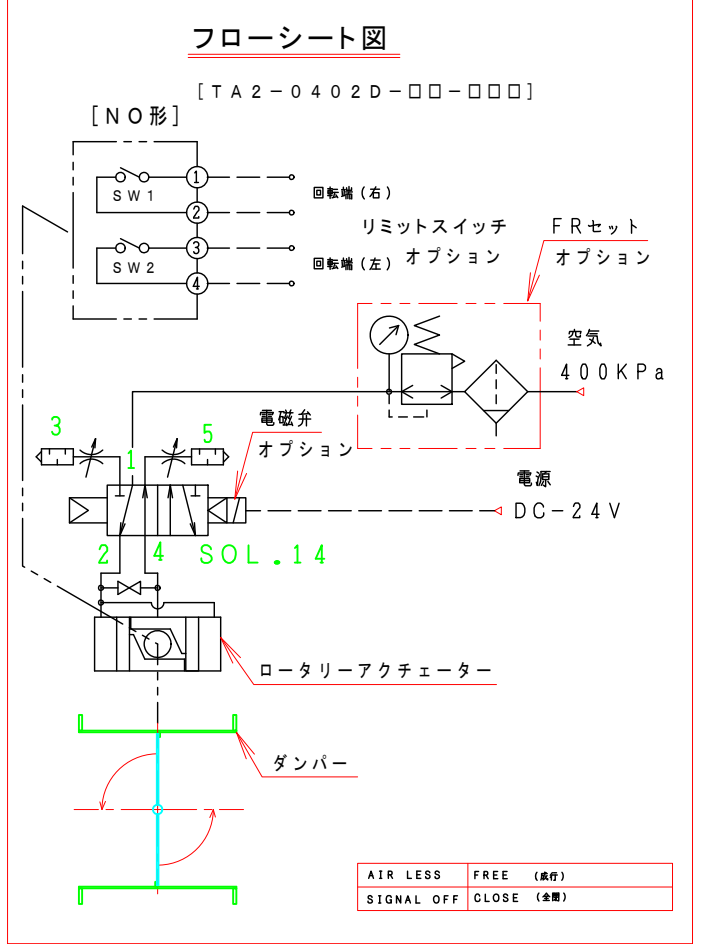 フローシート図
[TA2-0402D-□□-□□□]
[NO形]
1
SW1
2
回転端(右)
3
SW2
4
回転端(左)
リミットスイッチ
オプション
FRセット
オプション
空気
400KPa
電磁弁
オプション
3
1
5
電源
DC-24V
2
4
SOL.14
ロータリーアクチェーター
ダンパー
AIR LESS FREE (成行)
SIGNAL OFF CLOSE (全閉)